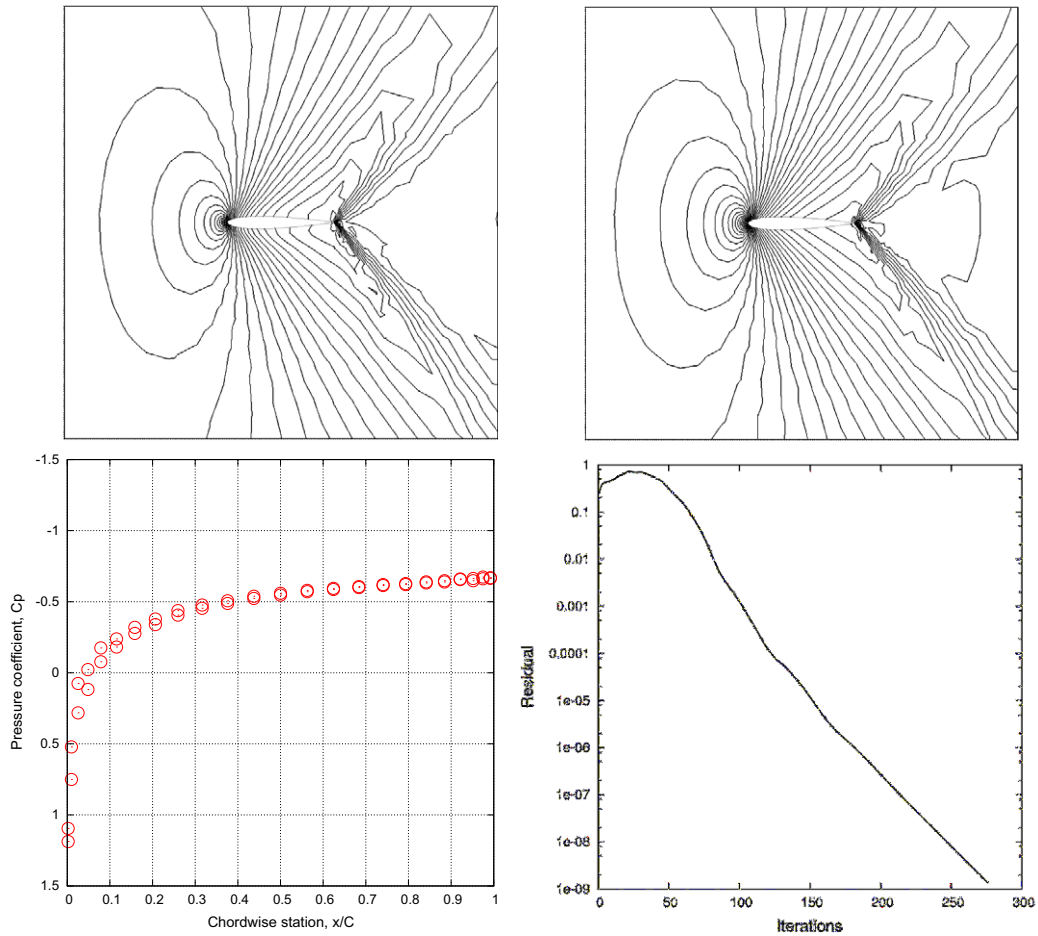 -1.5
-1
-0.5
0
0.5
1
1.5
Pressure coefficient, Cp
0 0.1 0.2 0.3 0.4 0.5 0.6 0.7 0.8 0.9 1
Chordwise station, x/C
1
0.1
0.01
0.001
0.0001
1e-05
1e-06
1e-07
1e-08
1e-09
Residual
0 50 100 150 200 250 300
Iterations